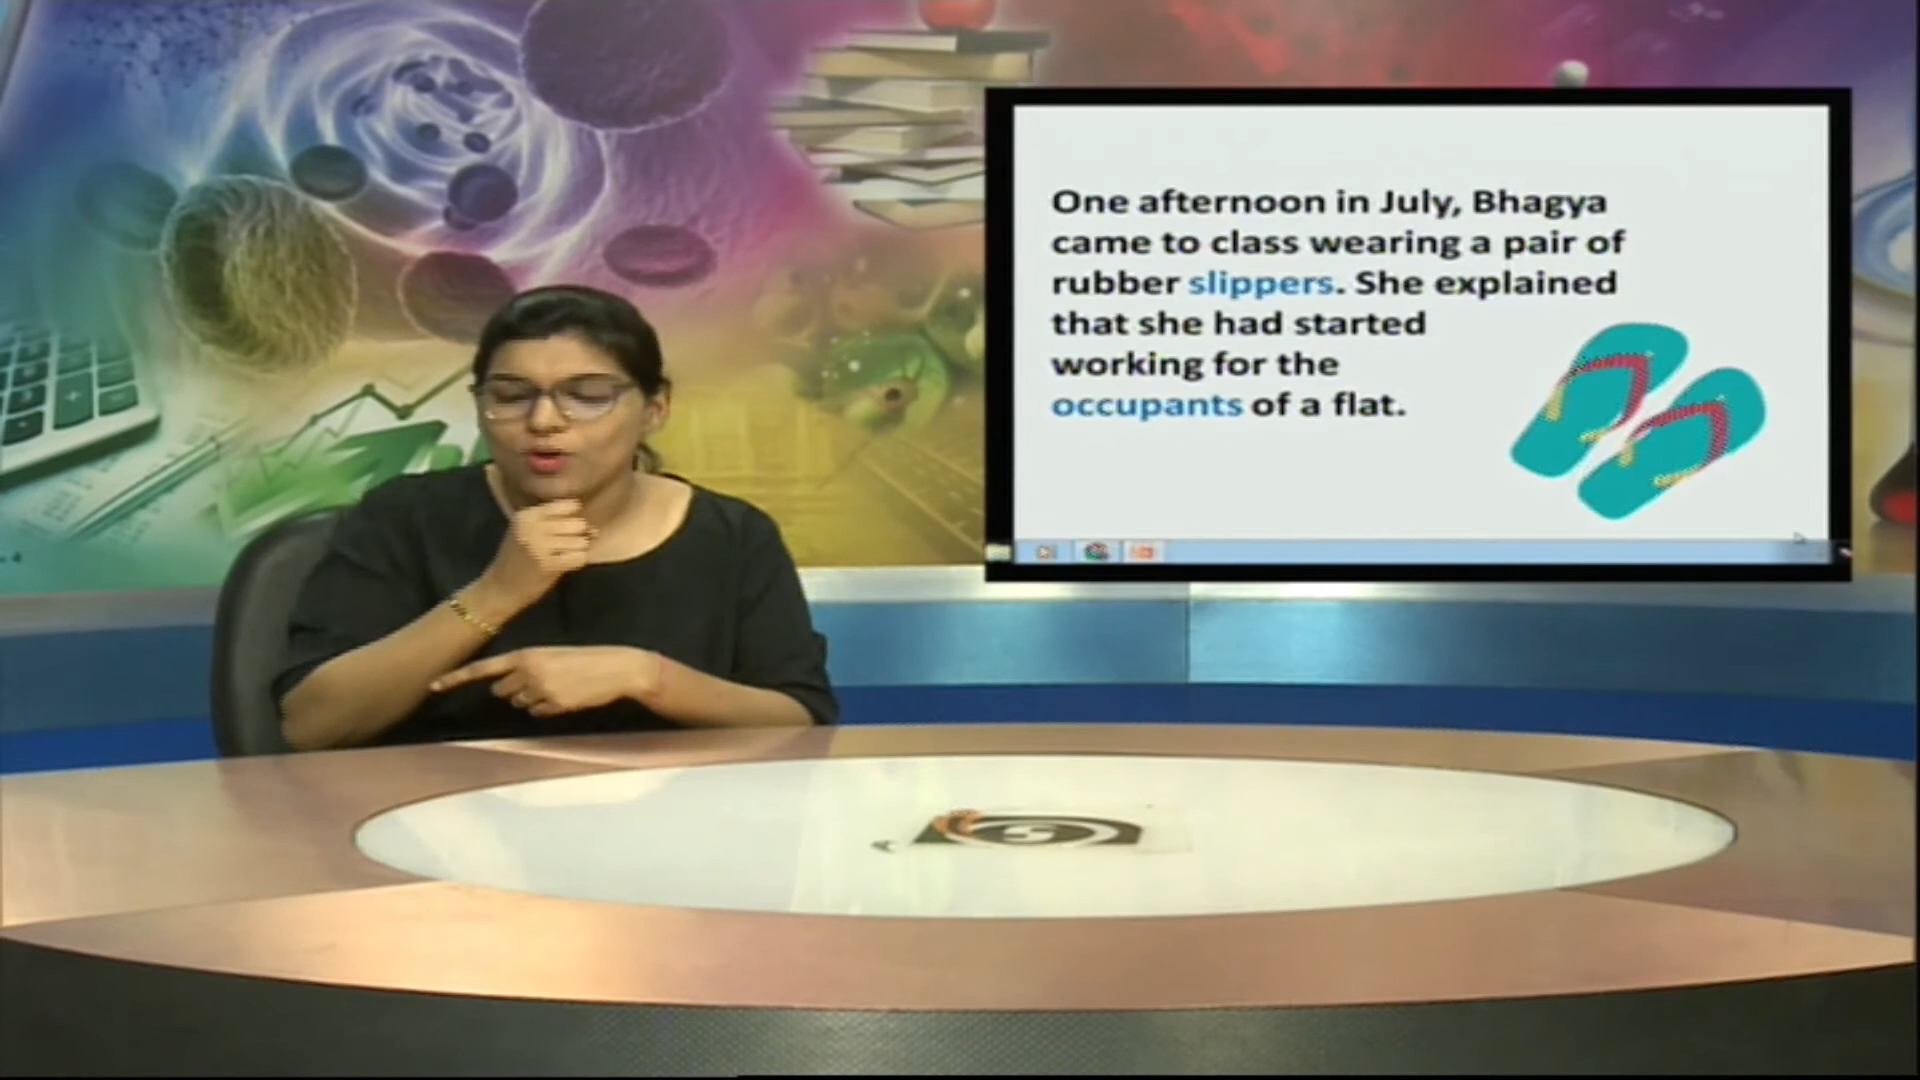 One afternoon in July, Bhagya
came to class wearing a pair of
rubber slippers. She explained
that she had started
working for the
occupants of a flat.